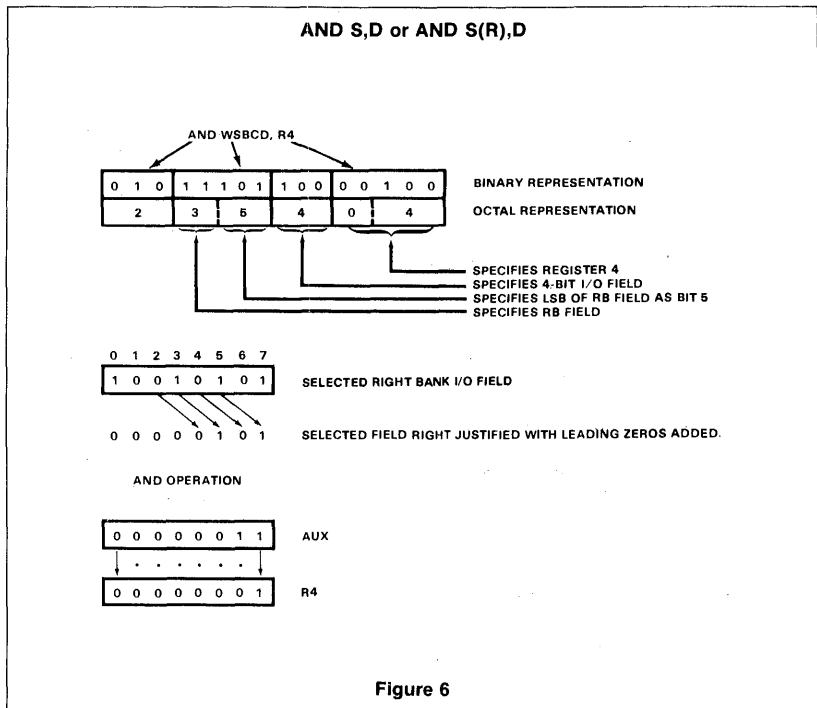 AND S,D or AND S(R),D
AND WSBCD, R4
0 1 0 1 1 1 0 1 1 0 0 0 0 1 0 0 BINARY REPRESENTATION
2 3 5 4 0 4 OCTAL REPRESENTATION
SPECIFIES REGISTER 4
SPECIFIES 4-BIT I/O FIELD
SPECIFIES LSB OF RB FIELD AS BIT 5
SPECIFIES RB FIELD
0 1 2 3 4 5 6 7
1 0 0 1 0 1 0 1 SELECTED RIGHT BANK I/O FIELD
0 0 0 0 0 1 0 1 SELECTED FIELD RIGHT JUSTIFIED WITH LEADING ZEROS ADDED.
AND OPERATION
0 0 0 0 0 0 1 1 AUX
0 0 0 0 0 0 0 1 R4
Figure 6